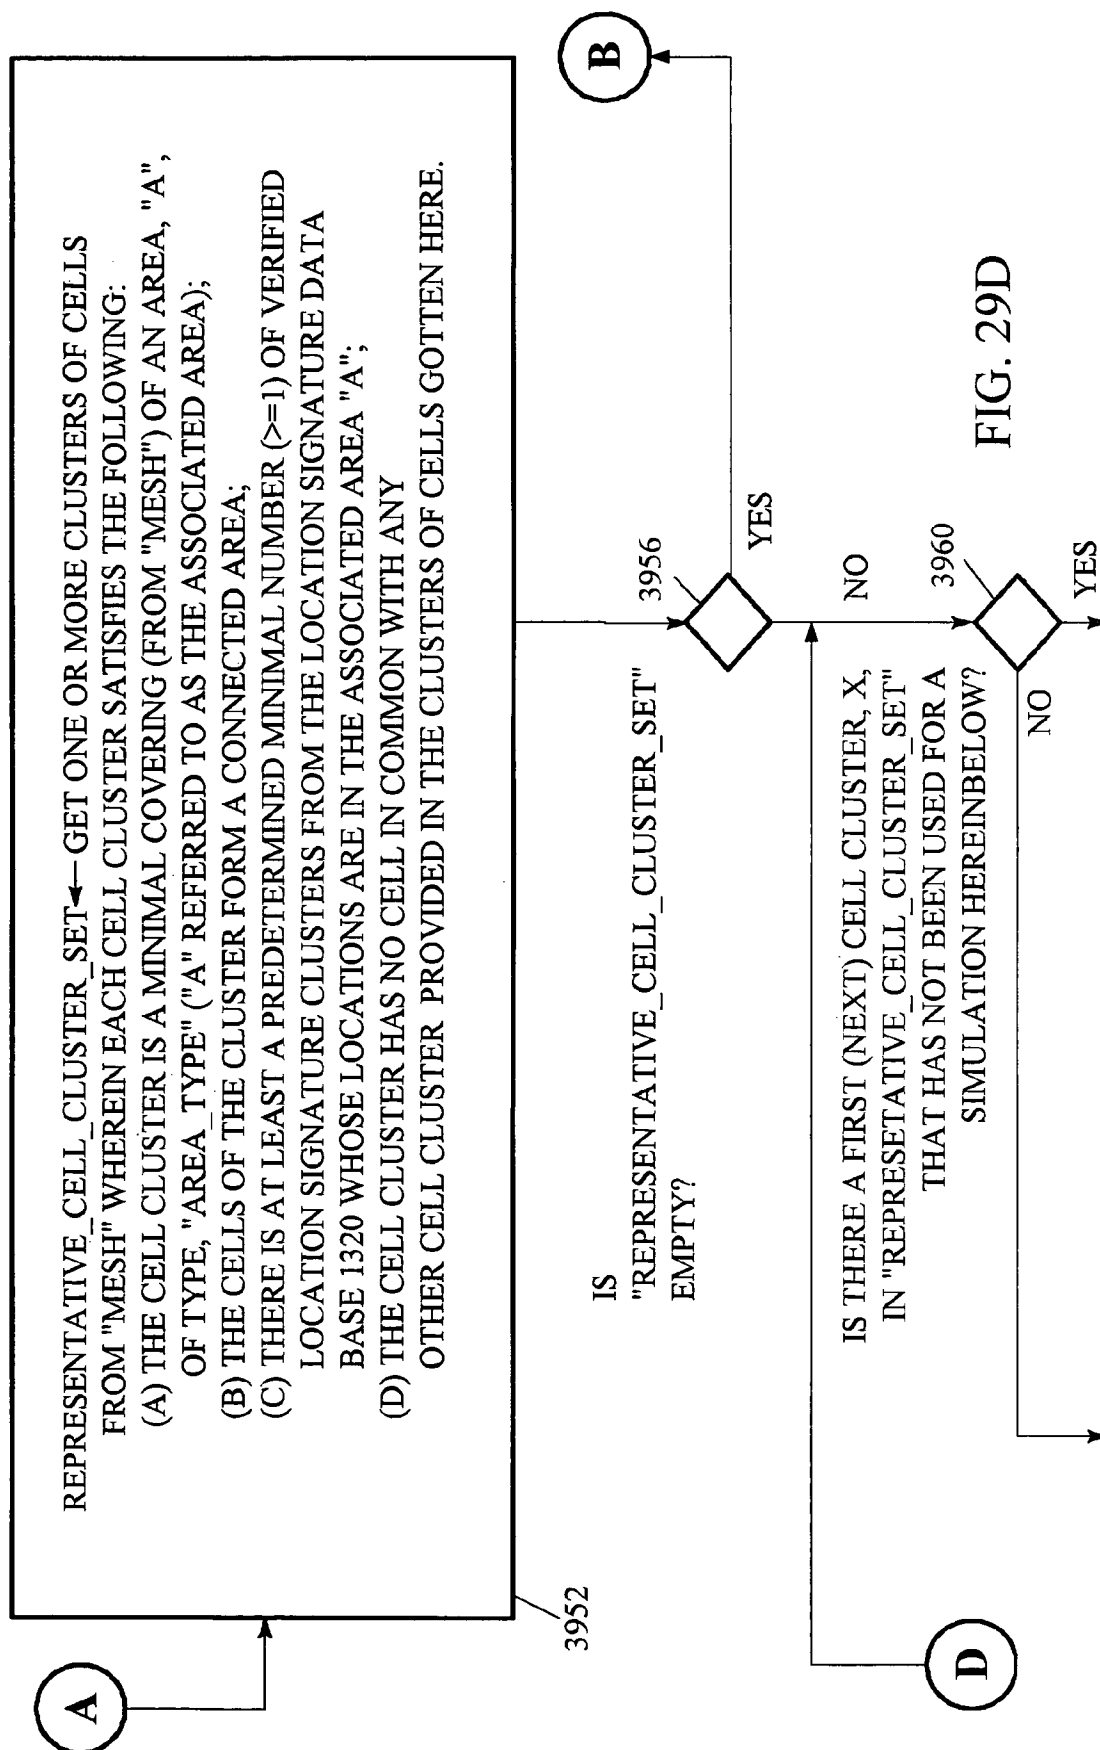 A
REPRESENTATIVE_CELL_CLUSTER_SET ← GET ONE OR MORE CLUSTERS OF CELLS
FROM "MESH" WHEREIN EACH CELL CLUSTER SATISFIES THE FOLLOWING:
(A) THE CELL CLUSTER IS A MINIMAL COVERING (FROM "MESH") OF AN AREA, "A",
OF TYPE, "AREA_TYPE" ("A" REFERRED TO AS THE ASSOCIATED AREA);
(B) THE CELLS OF THE CLUSTER FORM A CONNECTED AREA;
(C) THERE IS AT LEAST A PREDETERMINED MINIMAL NUMBER (>=1) OF VERIFIED
LOCATION SIGNATURE CLUSTERS FROM THE LOCATION SIGNATURE DATA
BASE 1320 WHOSE LOCATIONS ARE IN THE ASSOCIATED AREA "A";
(D) THE CELL CLUSTER HAS NO CELL IN COMMON WITH ANY
OTHER CELL CLUSTER PROVIDED IN THE CLUSTERS OF CELLS GOTTEN HERE.
3952
IS
"REPRESENTATIVE_CELL_CLUSTER_SET"
EMPTY?
3956
YES
B
NO
D
IS THERE A FIRST (NEXT) CELL CLUSTER, X,
IN "REPRESETATIVE_CELL_CLUSTER_SET"
THAT HAS NOT BEEN USED FOR A
SIMULATION HEREINBELOW?
3960
NO
YES
FIG. 29D